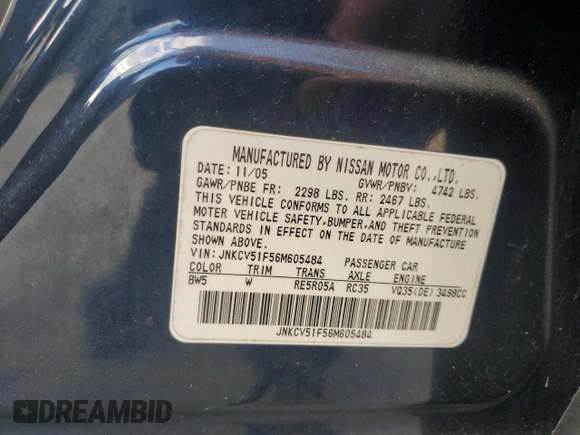 MANUFACTURED BY NISSAN MOTOR CO.,LTD.
DATE: 11/05 GVWR/PNBV: 4742 LBS.
GAWR/PNBE FR: 2298 LBS. RR: 2467 LBS.
THIS VEHICLE CONFORMS TO ALL APPLICABLE FEDERAL
MOTER VEHICLE SAFETY,BUMPER,AND THEFT PREVENTION
STANDARDS IN EFFECT ON THE DATE OF MANUFACTURE
SHOWN ABOVE.
VIN: JNKCV51F56M605484 PASSENGER CAR
COLOR TRIM TRANS AXLE ENGINE
BW5 W RE5R05A RC35 VQ35(DE) 3498CC
JNKCV51F56M605484
DREAMBID